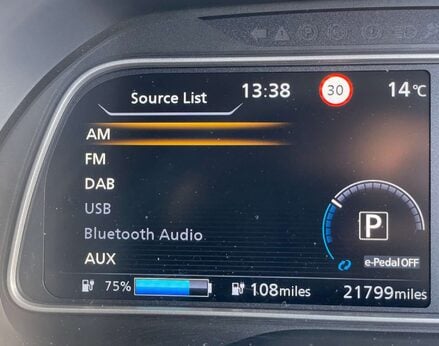 Source List
13:38
30
14°C
AM
FM
DAB
USB
Bluetooth Audio
AUX
P
e-Pedal OFF
75%
108miles
21799miles